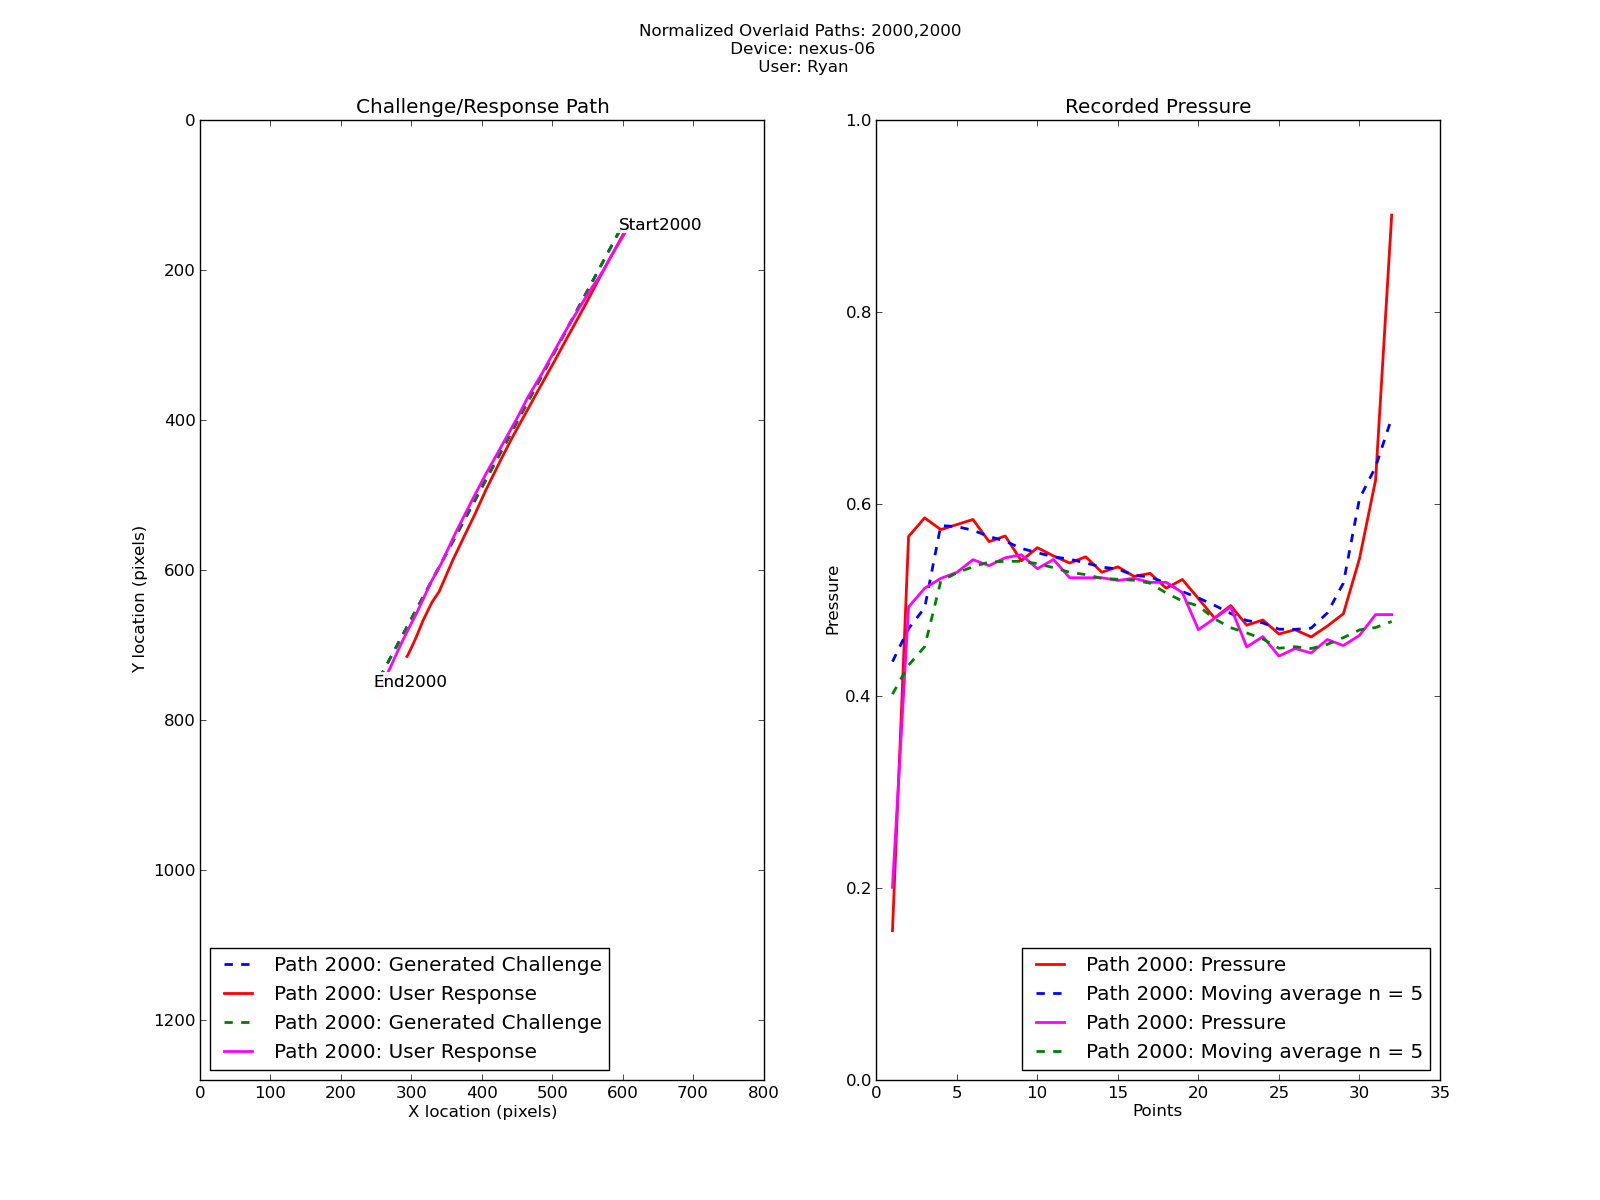 Normalized Overlaid Paths: 2000,2000
Device: nexus-06
User: Ryan
Challenge/Response Path
0
200
400
600
800
1000
1200
Y location (pixels)
Start2000
End2000
Path 2000: Generated Challenge
Path 2000: User Response
Path 2000: Generated Challenge
Path 2000: User Response
0 100 200 300 400 500 600 700 800
X location (pixels)
Recorded Pressure
1.0
0.8
0.6
0.4
0.2
0.0
Pressure
Path 2000: Pressure
Path 2000: Moving average n = 5
Path 2000: Pressure
Path 2000: Moving average n = 5
0 5 10 15 20 25 30 35
Points